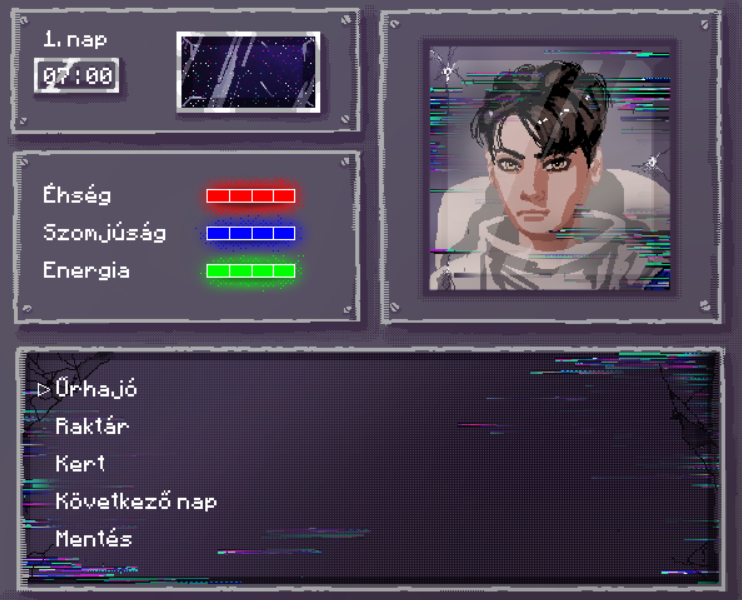 1. nap
07:00
Éhség
Szomjúság
Energia
▷Űrhajó
Raktár
Kert
Következő nap
Mentés